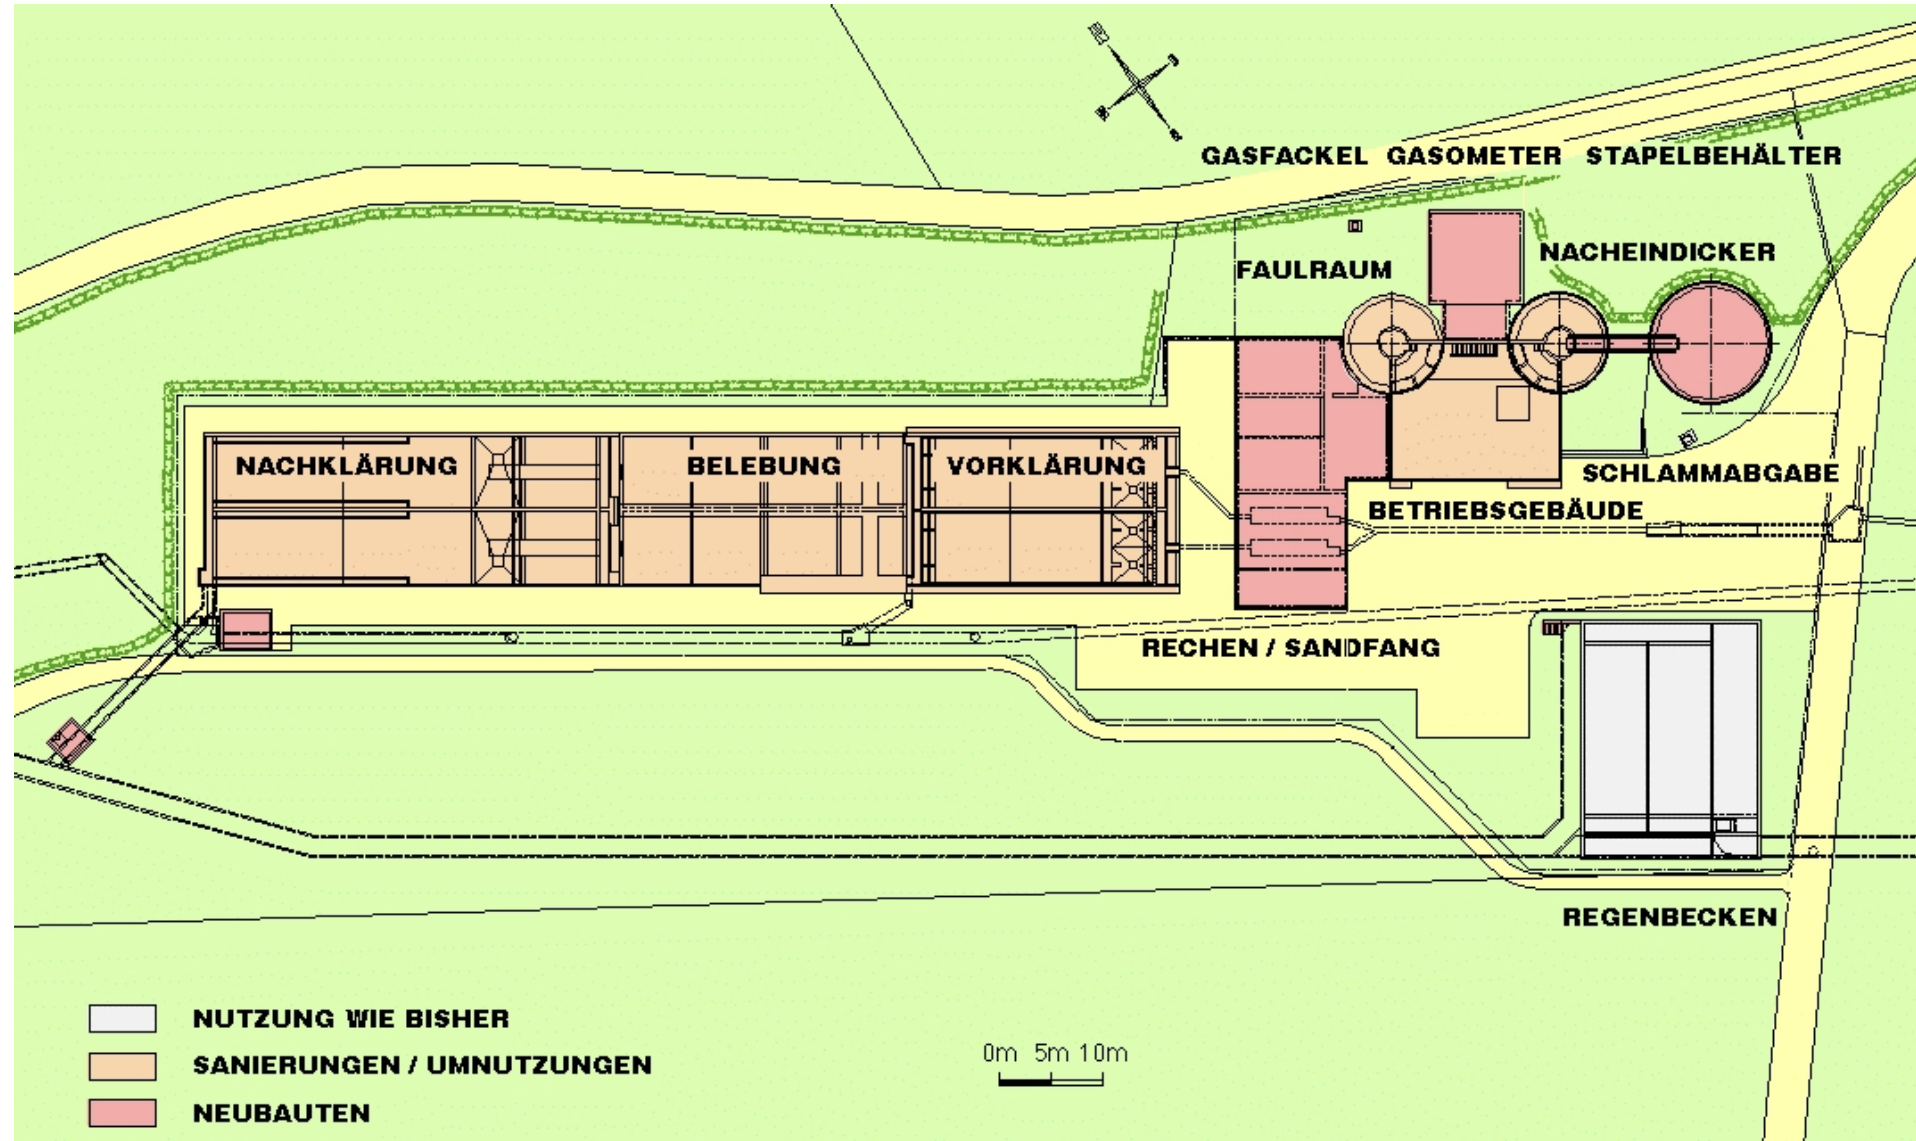 GASFACKEL GASOMETER STAPELBEHÄLTER
NACHEINDICKER
FAULRAUM
NACHKLÄRUNG BELEBUNG VORKLÄRUNG
SCHLAMMABGABE
BETRIEBSGEBÄUDE
RECHEN / SANDFANG
REGENBECKEN
NUTZUNG WIE BISHER
SANIERUNGEN / UMNUTZUNGEN
NEUBAUTEN
0m 5m 10m